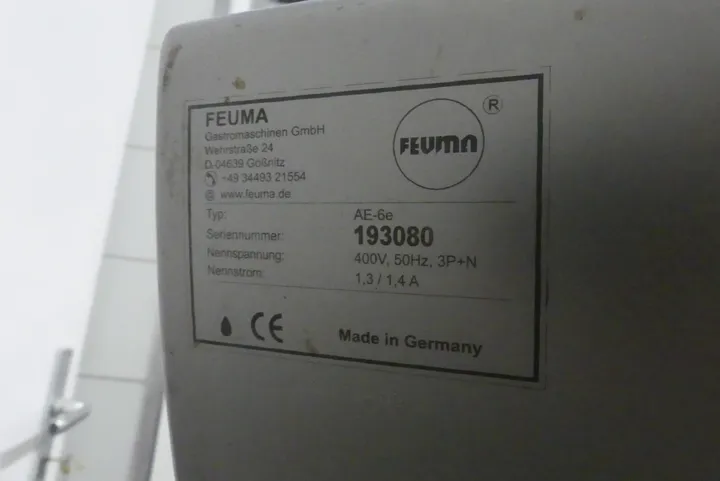 FEUMA
Gastromaschinen GmbH
Wehrstraße 24
D-04639 Gößnitz
+49 34493 21554
@ www.feuma.de
FEUMA ®
Typ: AE-6e
Seriennummer: 193080
Nennspannung: 400V, 50Hz, 3P+N
Nennstrom: 1,3 / 1,4 A
CE Made in Germany